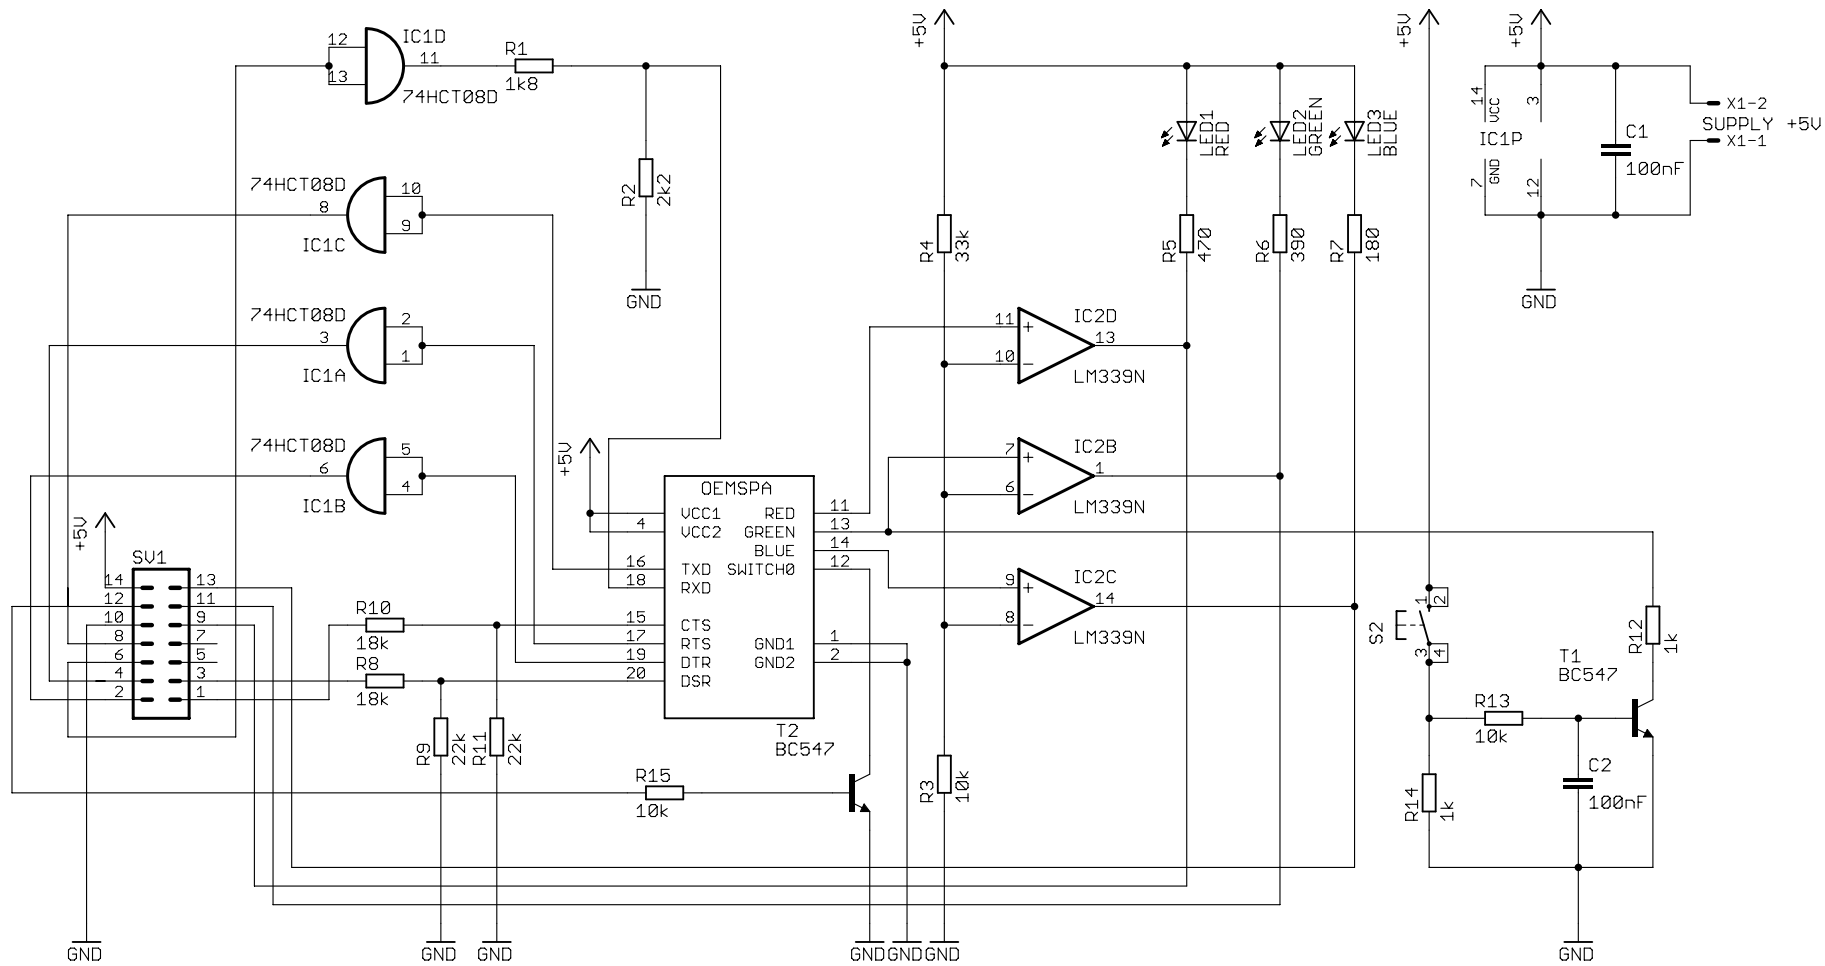 IC1D
12
13
11
74HCT08D
R1
1k8
R2
2k2
GND
74HCT08D
10
9
8
IC1C
74HCT08D
2
1
3
IC1A
74HCT08D
5
4
6
IC1B
+5V
+5V
+5V
+5V
+5V
LED1
RED
LED2
GREEN
LED3
BLUE
R4
33k
R5
470
R6
390
R7
180
14
VCC
3
IC1P
7
GND
12
C1
100nF
X1-2
SUPPLY +5V
X1-1
GND
11
+
10
-
IC2D
13
LM339N
7
+
6
-
IC2B
1
LM339N
9
+
8
-
IC2C
14
LM339N
OEMSPA
VCC1
4 VCC2
16 TXD
18 RXD
15 CTS
17 RTS
19 DTR
20 DSR
RED 11
GREEN 13
BLUE 14
SWITCH0 12
GND1 1
GND2 2
SV1
14 13
12 11
10 9
8 7
6 5
4 3
2 1
R10
18k
R8
18k
R9
22k
R11
22k
R15
10k
T2
BC547
R3
10k
S2
1
2
3
4
R12
1k
T1
BC547
R13
10k
R14
1k
C2
100nF
GND
GND
GND
GND
GND
GND
GND